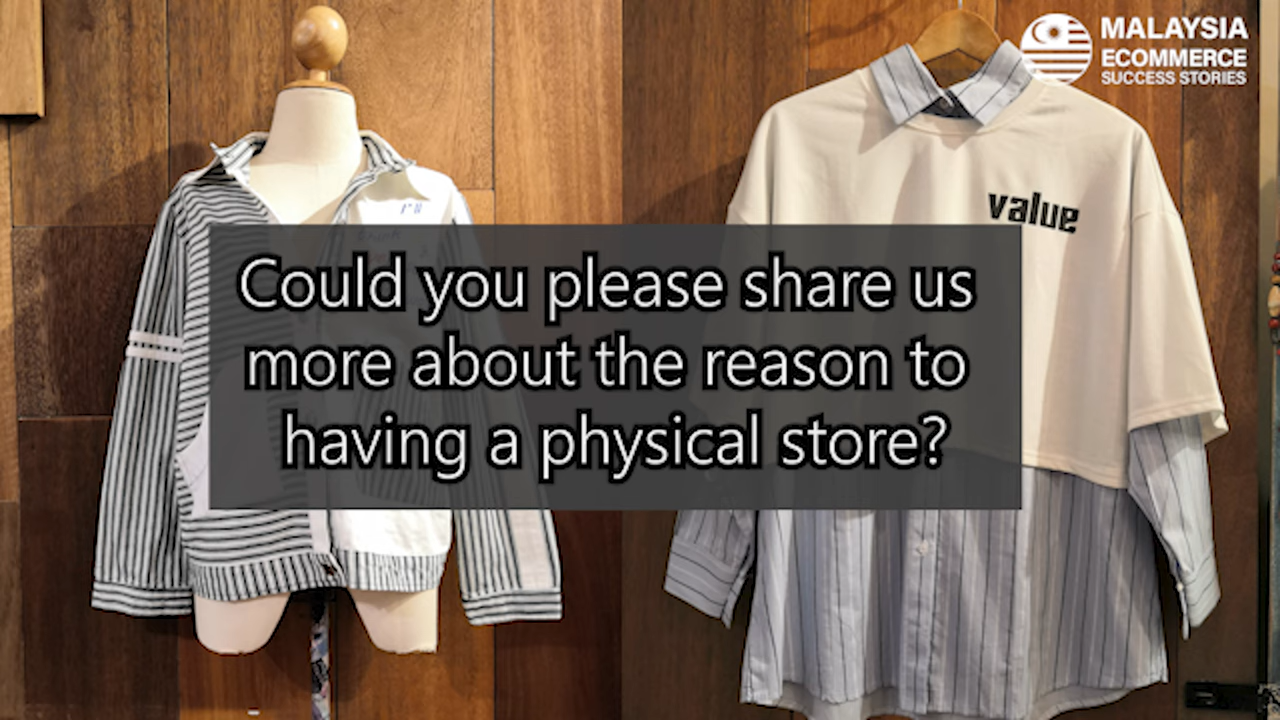 MALAYSIA
ECOMMERCE
SUCCESS STORIES
value
Could you please share us
more about the reason to
having a physical store?